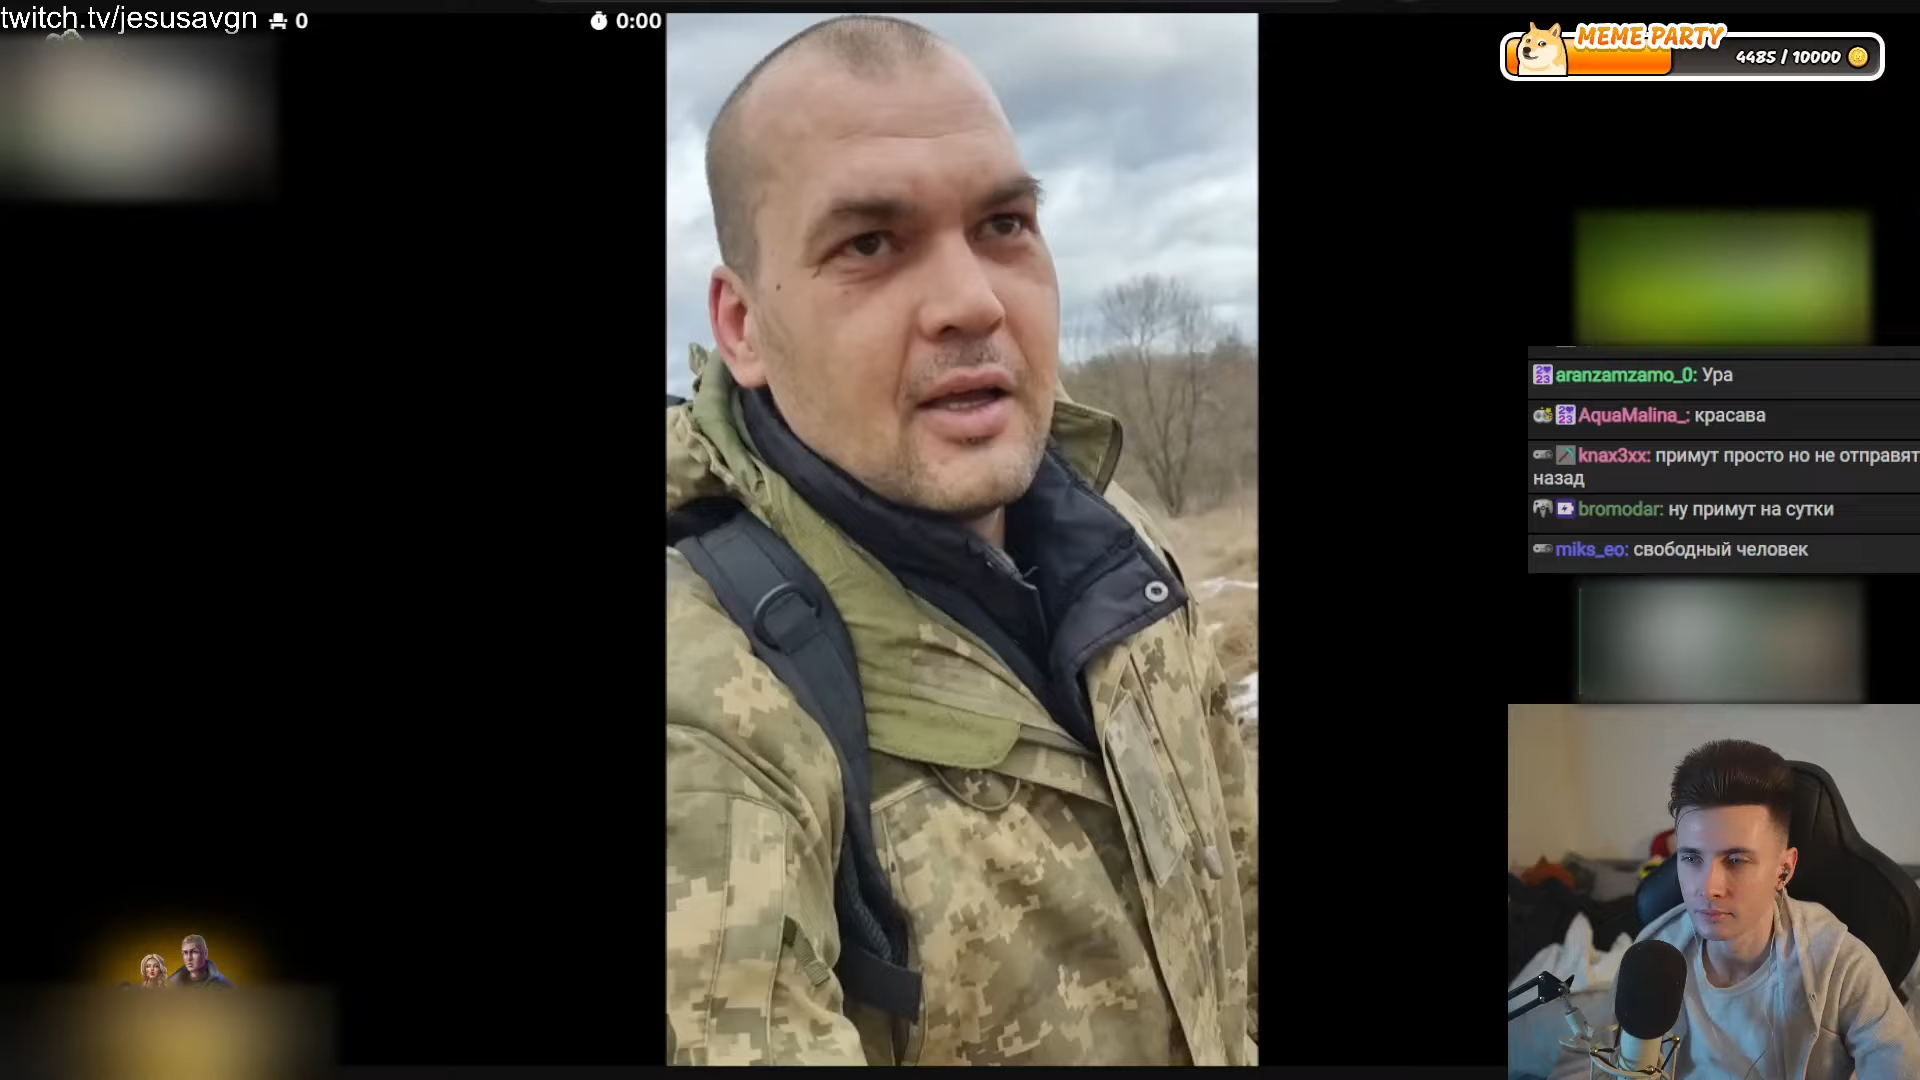 twitch.tv/jesusavgn 0
0:00
MEME PARTY
4485 / 10000
aranzamzamo_0: Ура
AquaMalina_: красава
knax3xx: примут просто но не отправят
назад
bromodar: ну примут на сутки
miks_eo: свободный человек